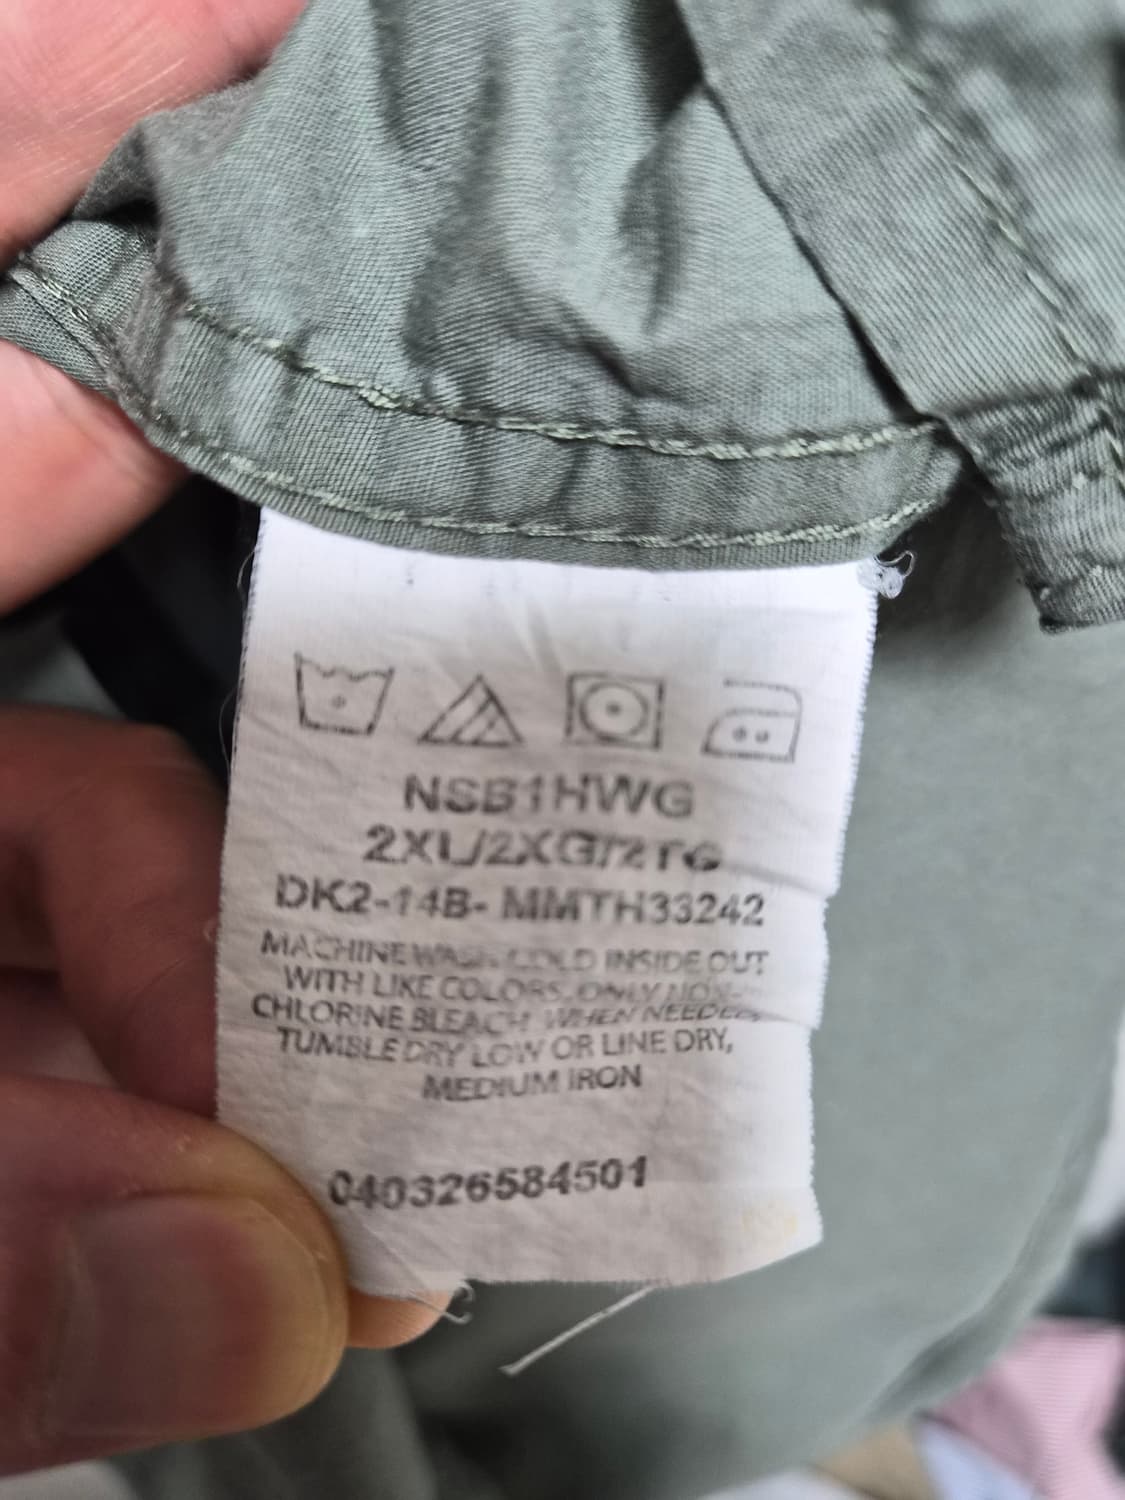 NSB1HWG
2XL/2XG/2TG
DK2-14B- MMTH33242
MACHINE WASH COLD INSIDE OUT
WITH LIKE COLORS. ONLY NON-
CHLORINE BLEACH WHEN NEEDED,
TUMBLE DRY LOW OR LINE DRY,
MEDIUM IRON
040326584501